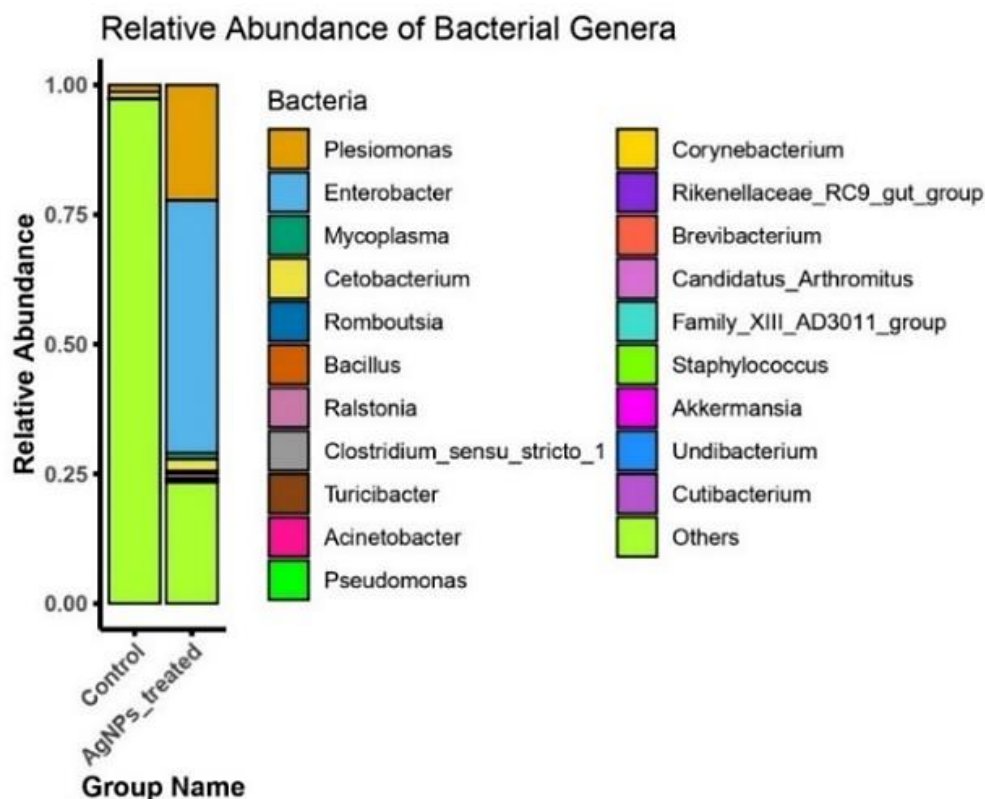 Relative Abundance of Bacterial Genera
Relative Abundance
1.00
0.75
0.50
0.25
0.00
Control
AgNPs_treated
Group Name
Bacteria
Plesiomonas
Enterobacter
Mycoplasma
Cetobacterium
Romboutsia
Bacillus
Ralstonia
Clostridium_sensu_stricto_1
Turicibacter
Acinetobacter
Pseudomonas
Corynebacterium
Rikenellaceae_RC9_gut_group
Brevibacterium
Candidatus_Arthromitus
Family_XIII_AD3011_group
Staphylococcus
Akkermansia
Undibacterium
Cutibacterium
Others